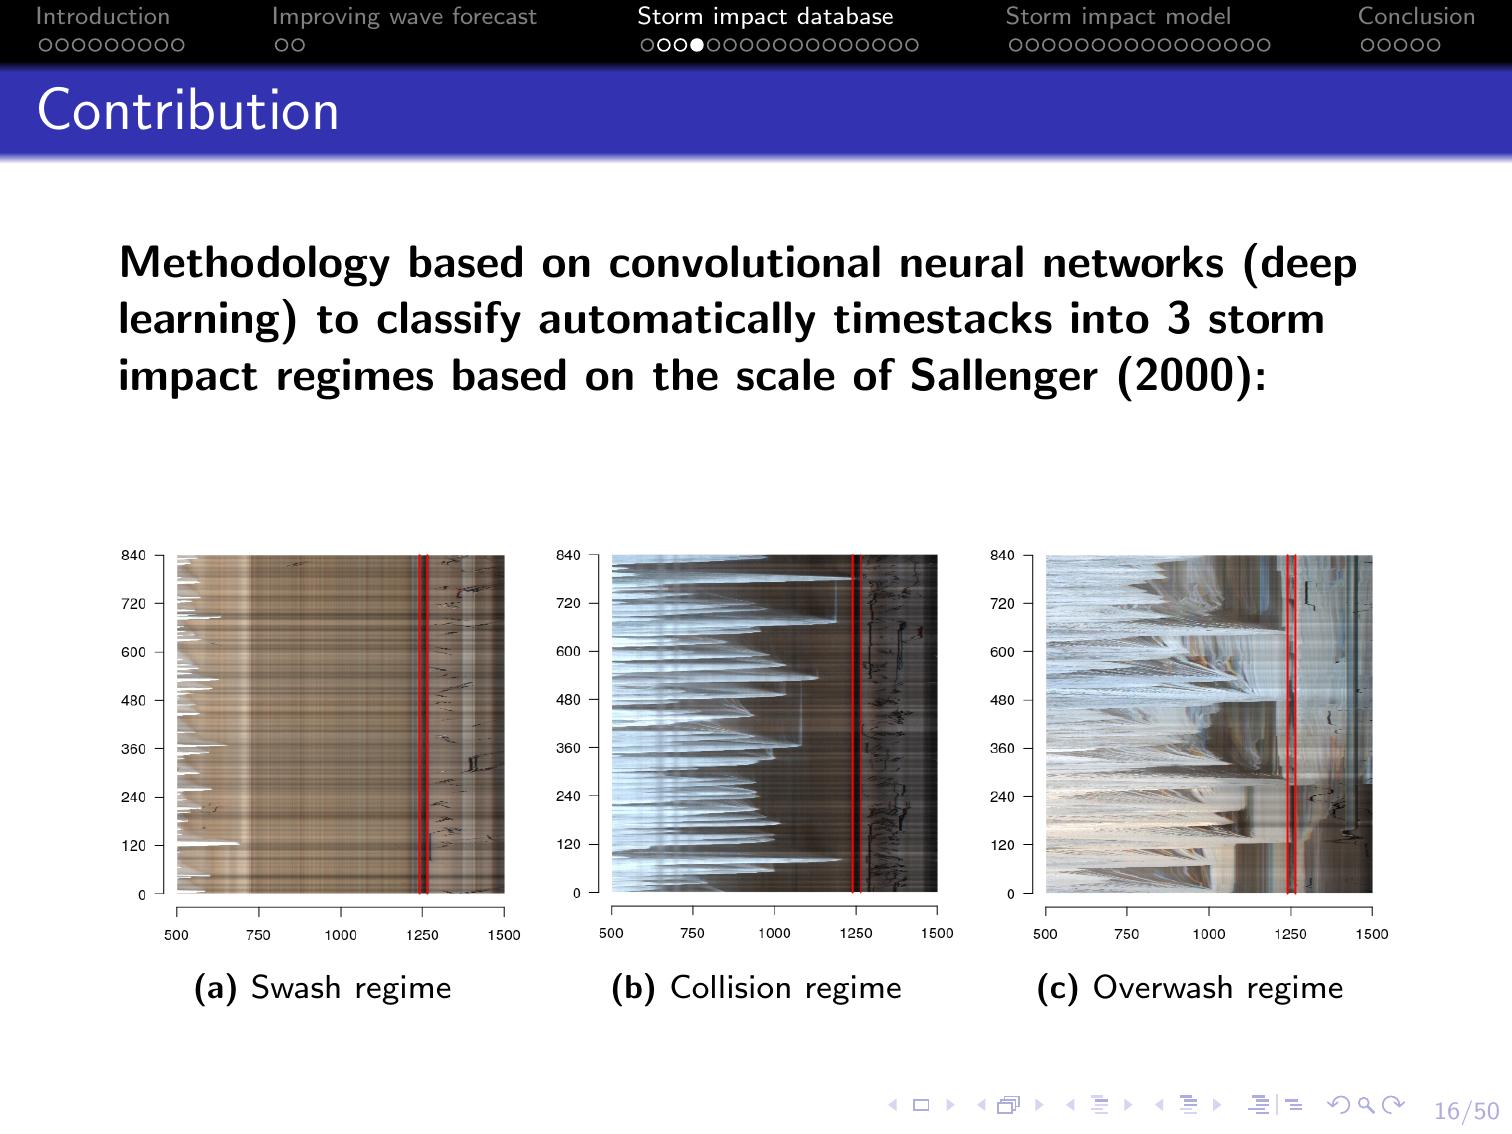 Introduction Improving wave forecast Storm impact database Storm impact model Conclusion
Contribution
Methodology based on convolutional neural networks (deep
learning) to classify automatically timestacks into 3 storm
impact regimes based on the scale of Sallenger (2000):
840 720 600 480 360 240 120 0
500 750 1000 1250 1500
840 720 600 480 360 240 120 0
500 750 1000 1250 1500
840 720 600 480 360 240 120 0
500 750 1000 1250 1500
(a) Swash regime
(b) Collision regime
(c) Overwash regime
16/50